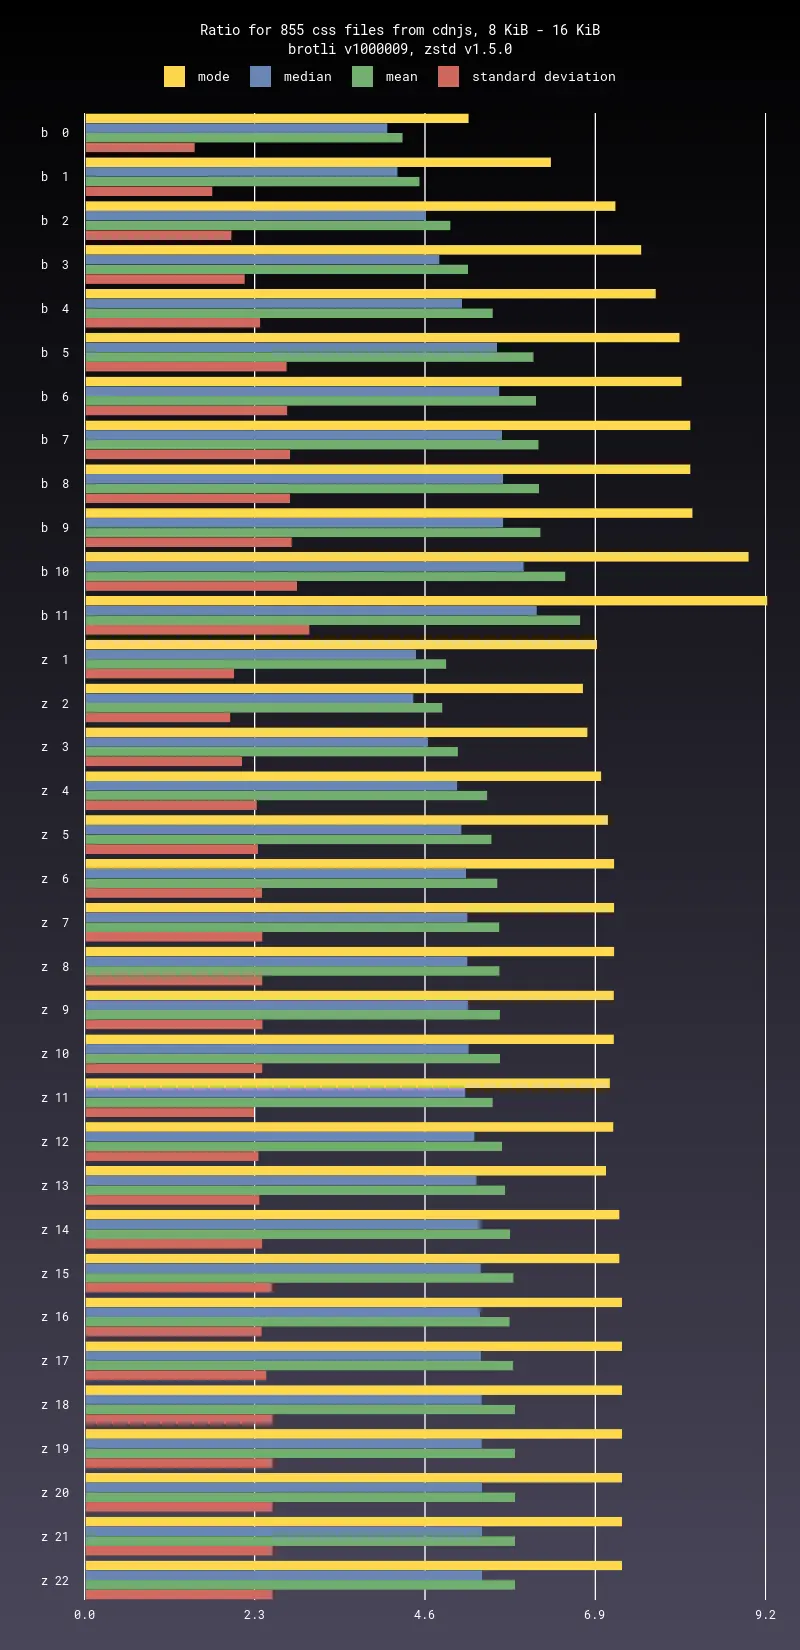 Ratio for 855 css files from cdnjs, 8 KiB - 16 KiB
brotli v1000009, zstd v1.5.0
mode median mean standard deviation
b 0
b 1
b 2
b 3
b 4
b 5
b 6
b 7
b 8
b 9
b 10
b 11
z 1
z 2
z 3
z 4
z 5
z 6
z 7
z 8
z 9
z 10
z 11
z 12
z 13
z 14
z 15
z 16
z 17
z 18
z 19
z 20
z 21
z 22
0.0 2.3 4.6 6.9 9.2